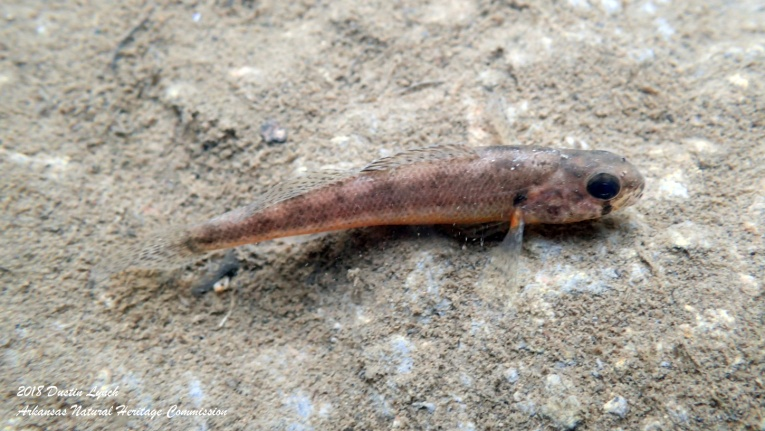 2018 Dustin Lynch
Arkansas Natural Heritage Commission